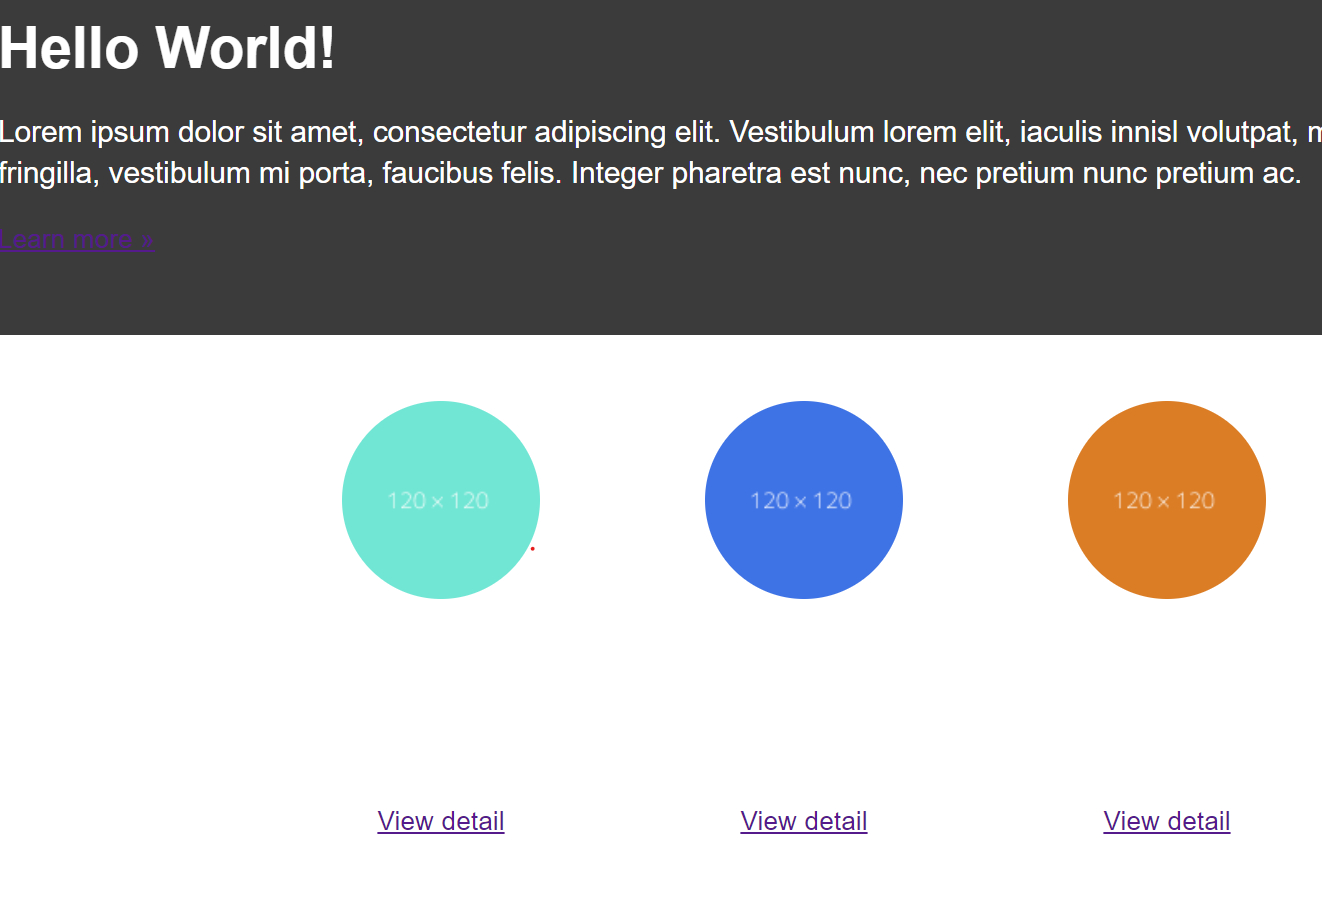 Hello World!
Lorem ipsum dolor sit amet, consectetur adipiscing elit. Vestibulum lorem elit, iaculis innisl volutpat,
fringilla, vestibulum mi porta, faucibus felis. Integer pharetra est nunc, nec pretium nunc pretium ac.
Learn more »
120 × 120 120 × 120 120 × 120
View detail View detail View detail